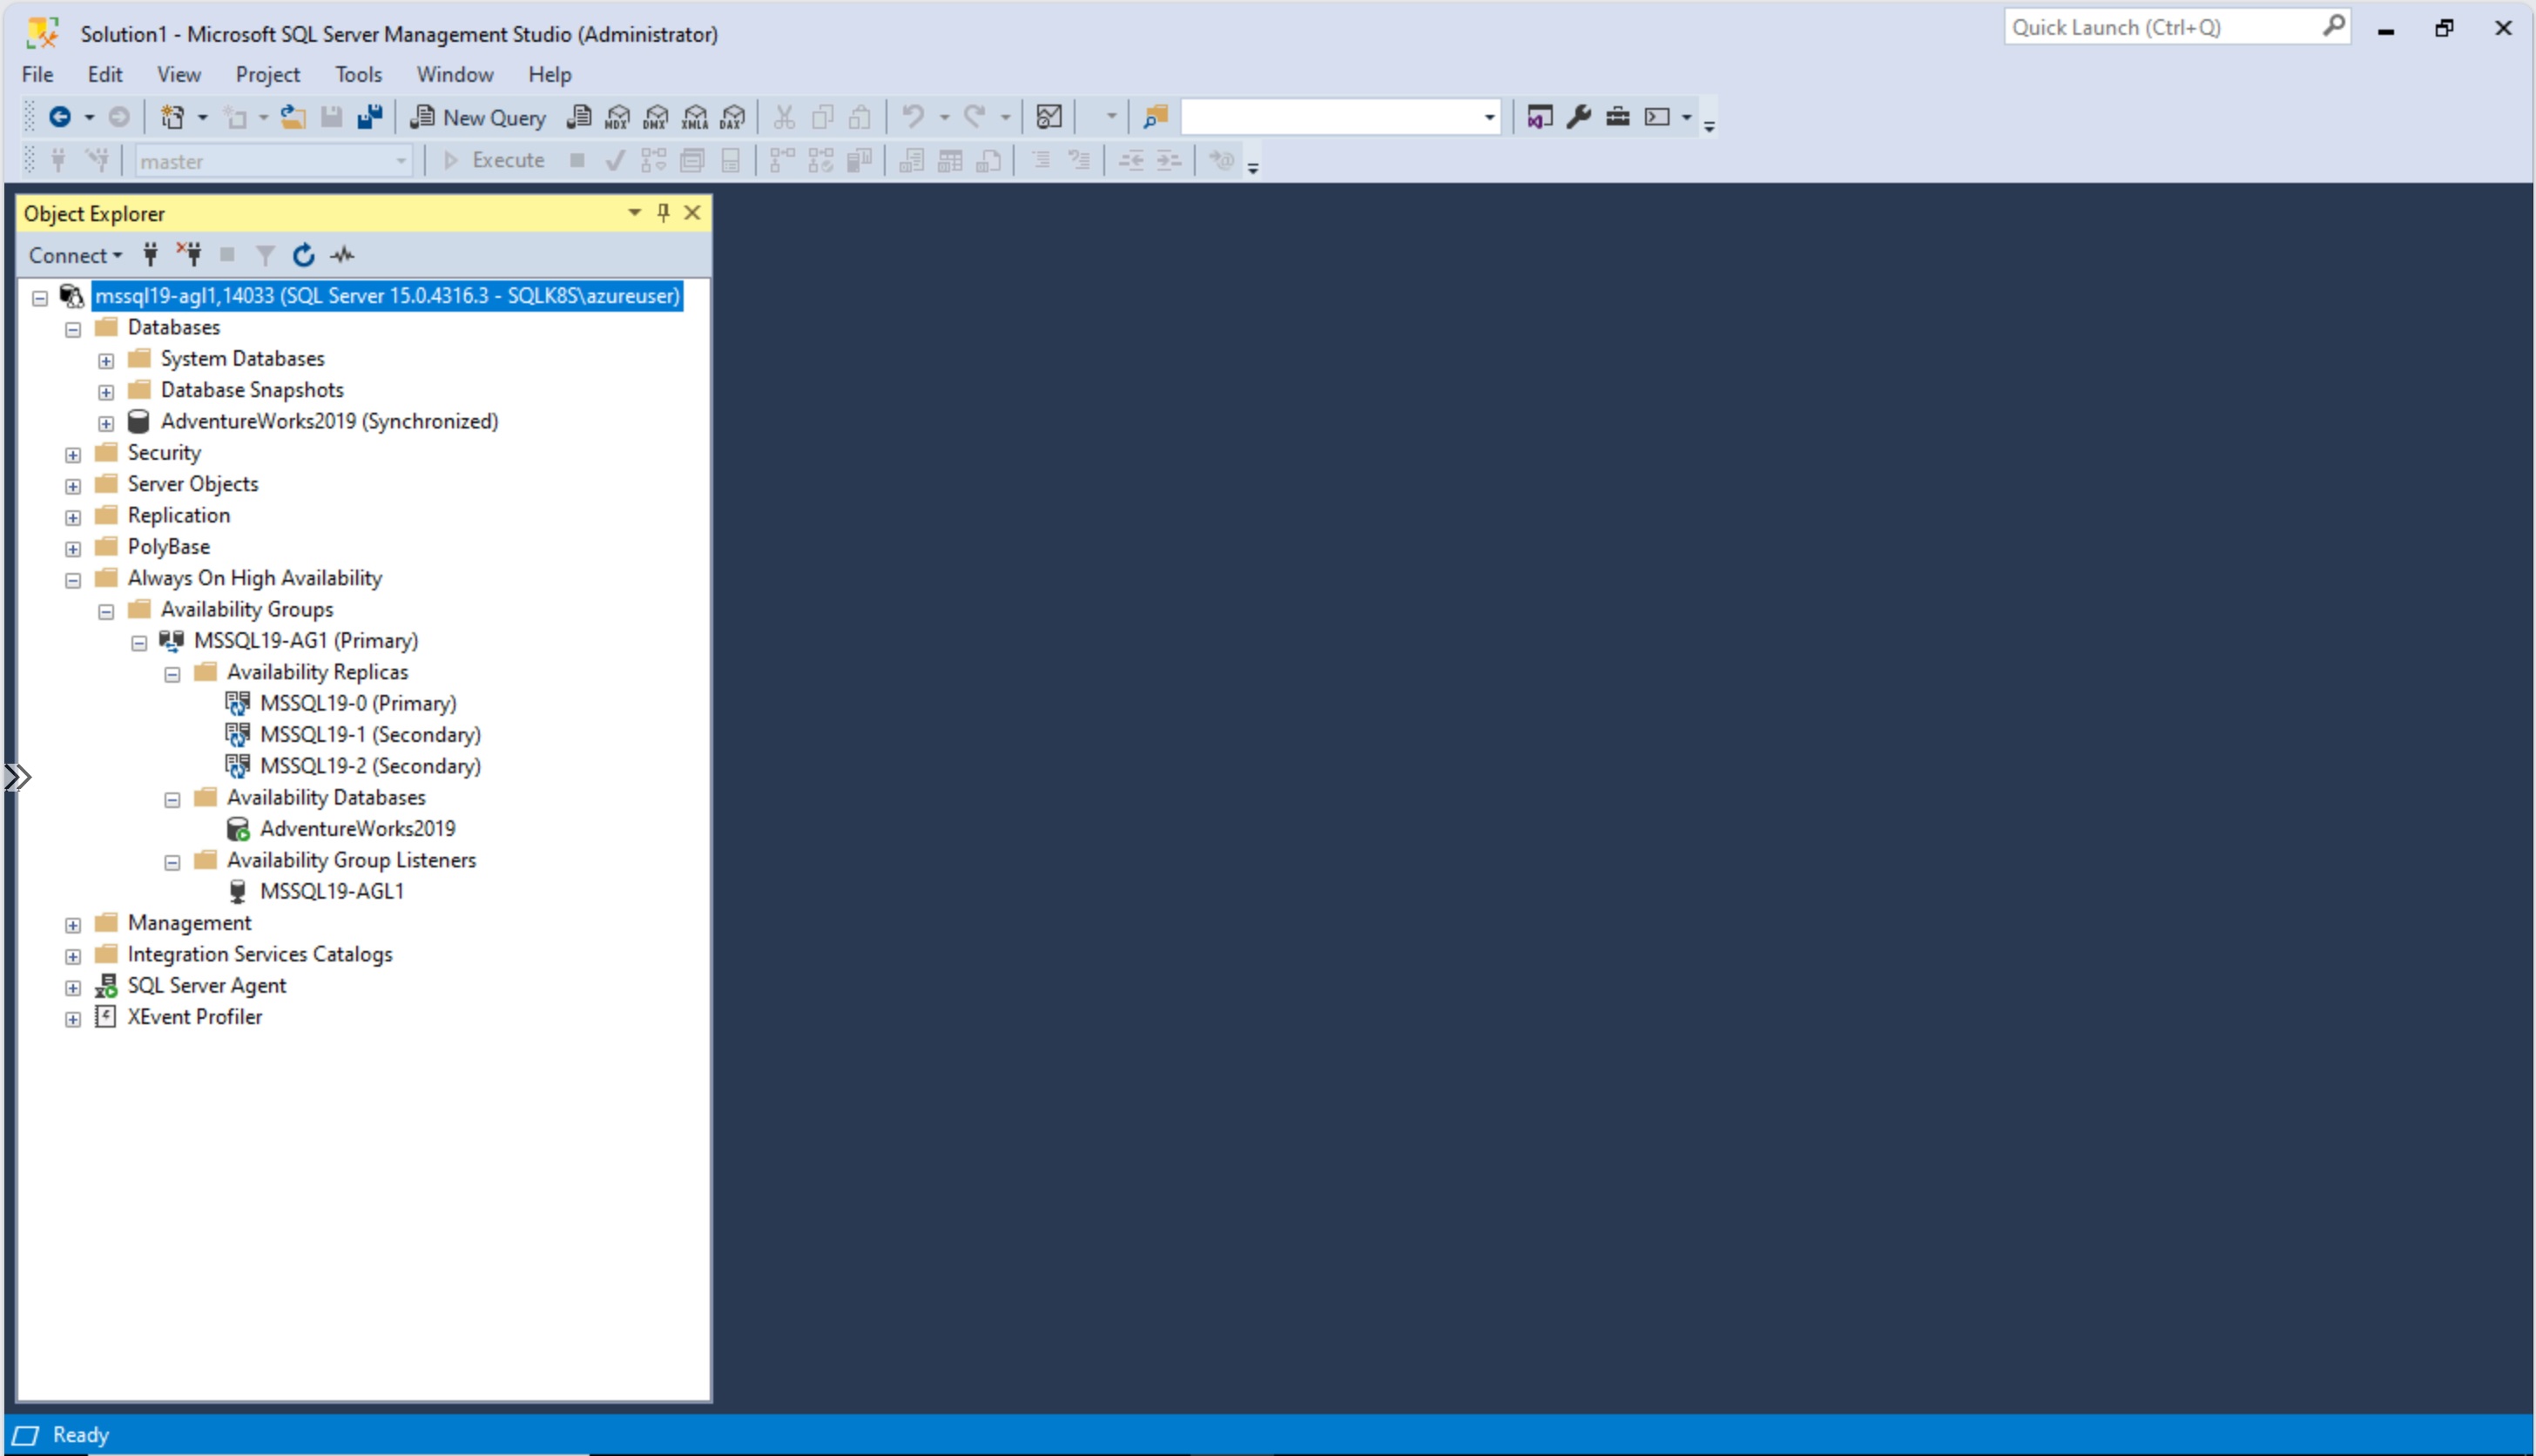 Solution1 - Microsoft SQL Server Management Studio (Administrator)
Quick Launch (Ctrl+Q)
File Edit View Project Tools Window Help
New Query MDX DMX XMLA DAX
master Execute
Object Explorer
Connect
mssql19-agl1,14033 (SQL Server 15.0.4316.3 - SQLK8S\azureuser)
Databases
System Databases
Database Snapshots
AdventureWorks2019 (Synchronized)
Security
Server Objects
Replication
PolyBase
Always On High Availability
Availability Groups
MSSQL19-AG1 (Primary)
Availability Replicas
MSSQL19-0 (Primary)
MSSQL19-1 (Secondary)
MSSQL19-2 (Secondary)
Availability Databases
AdventureWorks2019
Availability Group Listeners
MSSQL19-AGL1
Management
Integration Services Catalogs
SQL Server Agent
XEvent Profiler
Ready